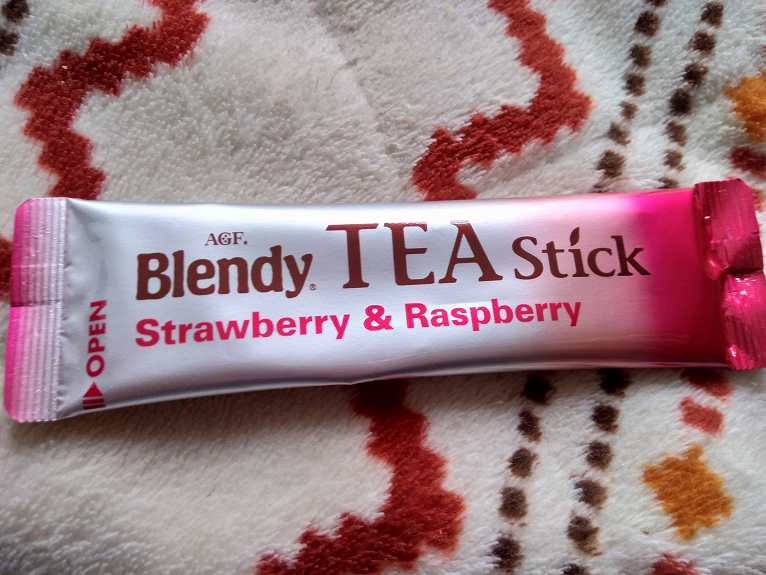 AGF.
Blendy® TEA Stick
Strawberry & Raspberry
OPEN